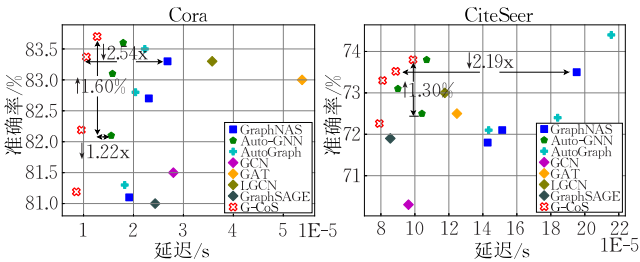 Cora
准确率/%
83.5
83.0
82.5
82.0
81.5
81.0
↓2.54x
↑1.60%
↓1.22x
GraphNAS
Auto-GNN
AutoGraph
GCN
GAT
LGCN
GraphSAGE
G-CoS
1 2 3 4 5
1E-5
延迟/s
CiteSeer
准确率/%
74
73
72
71
↓2.19x
↑1.30%
GraphNAS
Auto-GNN
AutoGraph
GCN
GAT
LGCN
GraphSAGE
G-CoS
8 10 12 14 16 18 20 22
1E-5
延迟/s